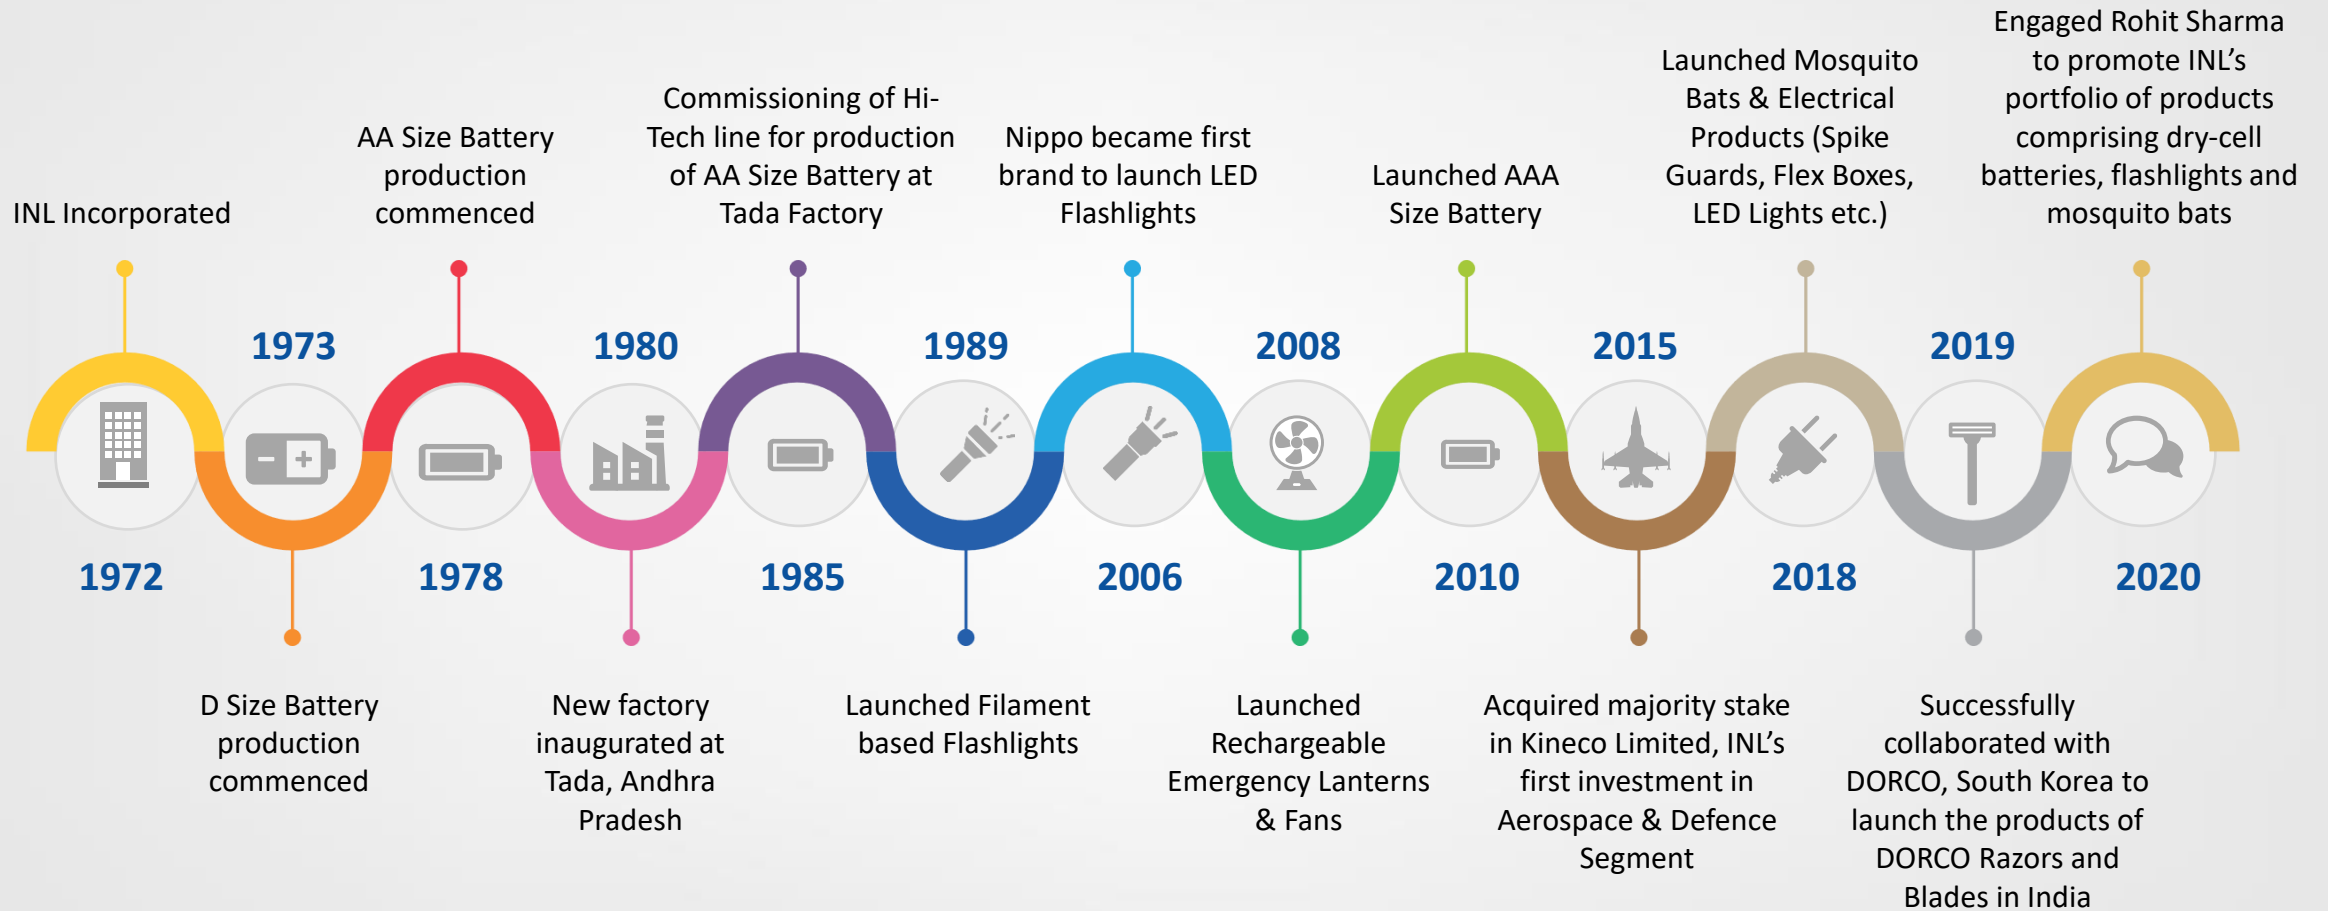 INL Incorporated
1972
1973
D Size Battery
production
commenced
AA Size Battery
production
commenced
1978
1980
New factory
inaugurated at
Tada, Andhra
Pradesh
Commissioning of Hi-
Tech line for production
of AA Size Battery at
Tada Factory
1985
1989
Launched Filament
based Flashlights
Nippo became first
brand to launch LED
Flashlights
2006
2008
Launched
Rechargeable
Emergency Lanterns
& Fans
Launched AAA
Size Battery
2010
2015
Acquired majority stake
in Kineco Limited, INL’s
first investment in
Aerospace & Defence
Segment
Launched Mosquito
Bats & Electrical
Products (Spike
Guards, Flex Boxes,
LED Lights etc.)
2018
2019
Successfully
collaborated with
DORCO, South Korea to
launch the products of
DORCO Razors and
Blades in India
Engaged Rohit Sharma
to promote INL’s
portfolio of products
comprising dry-cell
batteries, flashlights and
mosquito bats
2020